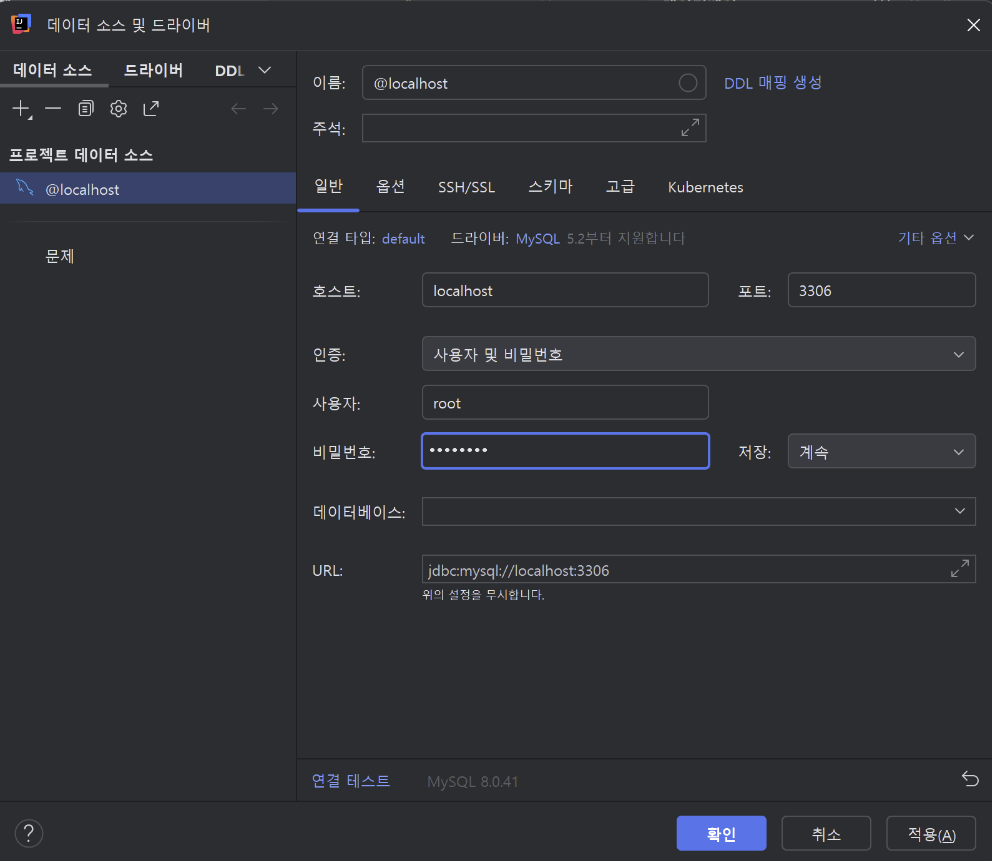 데이터 소스 및 드라이버
데이터 소스 드라이버 DDL
프로젝트 데이터 소스
@localhost
문제
이름: @localhost DDL 매핑 생성
주석:
일반 옵션 SSH/SSL 스키마 고급 Kubernetes
연결 타입: default 드라이버: MySQL 5.2부터 지원합니다 기타 옵션
호스트: localhost 포트: 3306
인증: 사용자 및 비밀번호
사용자: root
비밀번호: •••••••• 저장: 계속
데이터베이스:
URL: jdbc:mysql://localhost:3306
위의 설정을 무시합니다.
연결 테스트 MySQL 8.0.41
? 확인 취소 적용(A)